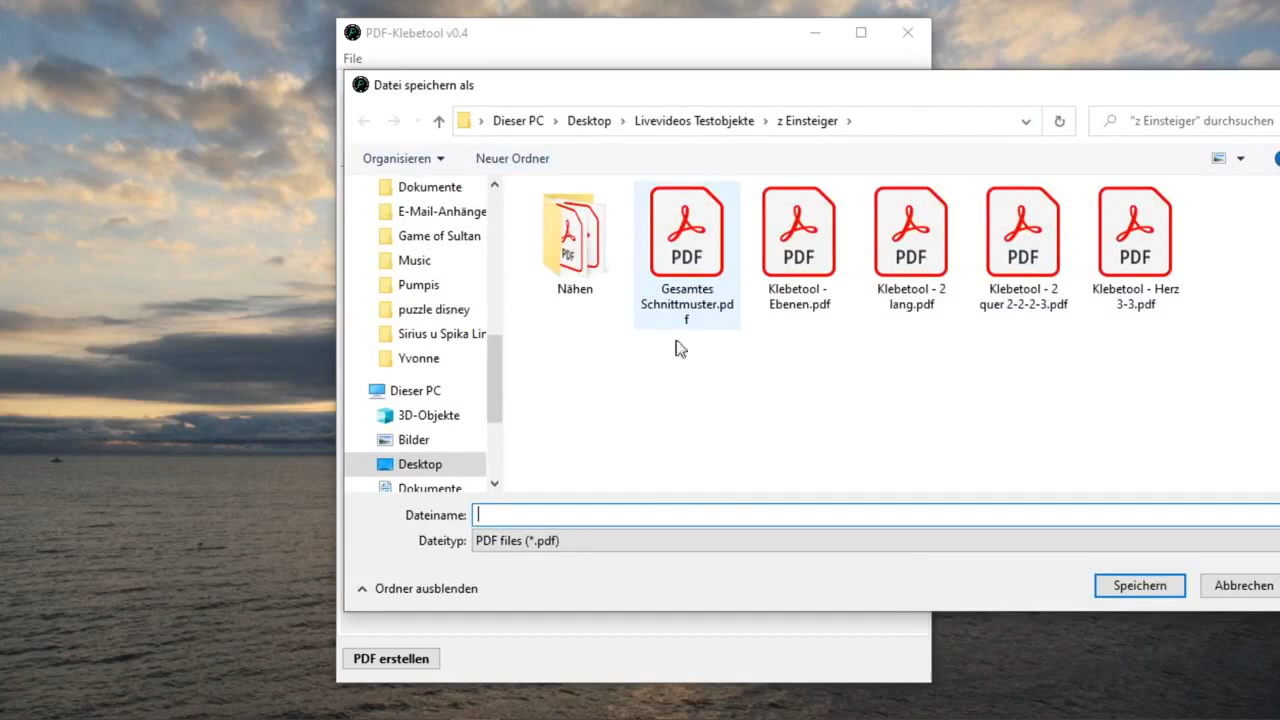 PDF-Klebetool v0.4
File
Datei speichern als
Dieser PC
Desktop
Livevideos Testobjekte
z Einsteiger
"z Einsteiger" durchsuchen
Organisieren
Neuer Ordner
Dokumente
E-Mail-Anhänge
Game of Sultan
Music
Pumpis
puzzle disney
Sirius u Spika Lin
Yvonne
Dieser PC
3D-Objekte
Bilder
Desktop
Dokumente
PDF
Nähen
PDF
Gesamtes
Schnittmuster.pd
f
PDF
Klebetool -
Ebenen.pdf
PDF
Klebetool - 2
lang.pdf
PDF
Klebetool - 2
quer 2-2-2-3.pdf
PDF
Klebetool - Herz
3-3.pdf
Dateiname:
Dateityp:
PDF files (*.pdf)
Ordner ausblenden
Speichern
Abbrechen
PDF erstellen